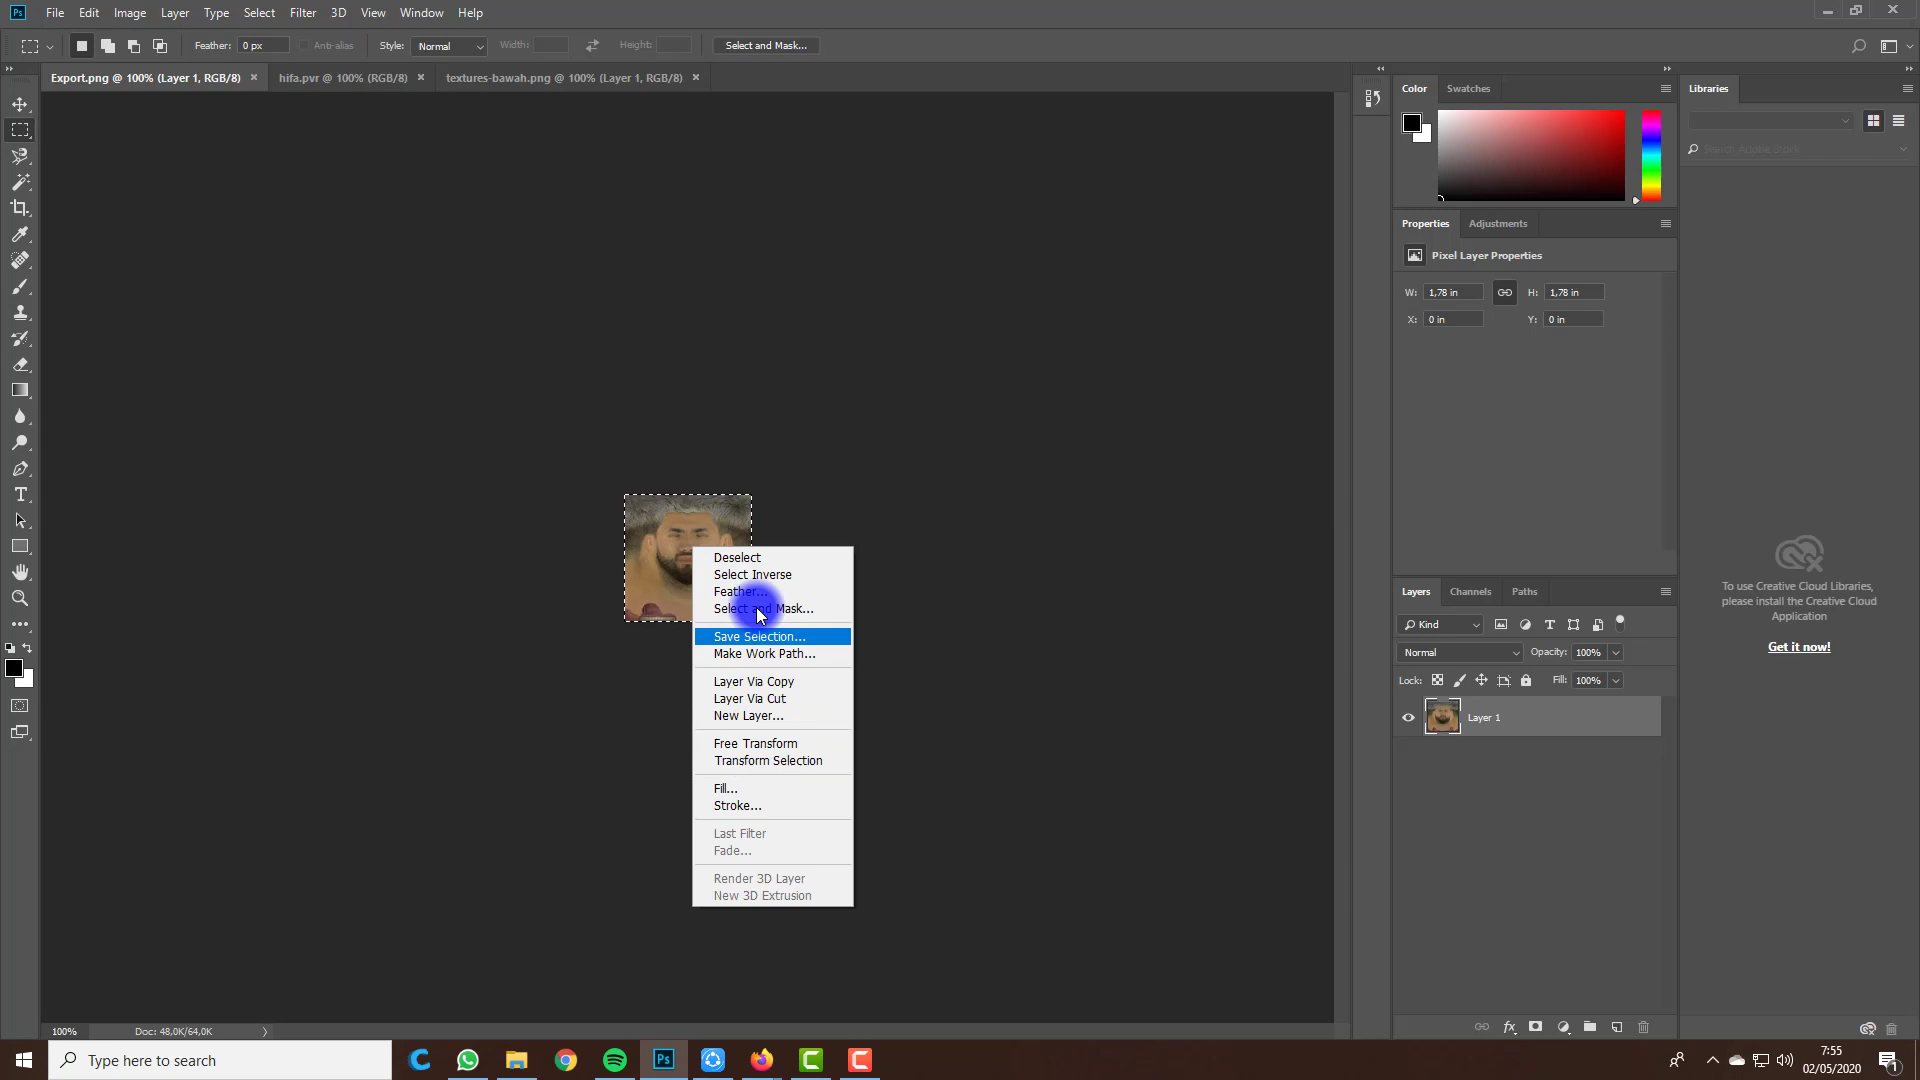 Ps File Edit Image Layer Type Select Filter 3D View Window Help
Feather: 0 px Anti-alias Style: Normal Width: Height: Select and Mask...
Export.png @ 100% (Layer 1, RGB/8) × hifa.pvr @ 100% (RGB/8) × textures-bawah.png @ 100% (Layer 1, RGB/8) ×
Color Swatches
Libraries
Search Adobe Stock
Properties Adjustments
Pixel Layer Properties
W: 1,78 in H: 1,78 in
X: 0 in Y: 0 in
Deselect
Select Inverse
Feather...
Select and Mask...
Save Selection...
Make Work Path...
Layer Via Copy
Layer Via Cut
New Layer...
Free Transform
Transform Selection
Fill...
Stroke...
Last Filter
Fade...
Render 3D Layer
New 3D Extrusion
To use Creative Cloud Libraries,
please install the Creative Cloud
Application
Get it now!
Layers Channels Paths
Kind
Normal Opacity: 100%
Lock: Fill: 100%
Layer 1
fx
100% Doc: 48,0K/64,0K
Type here to search
Ps
7:55
02/05/2020
1